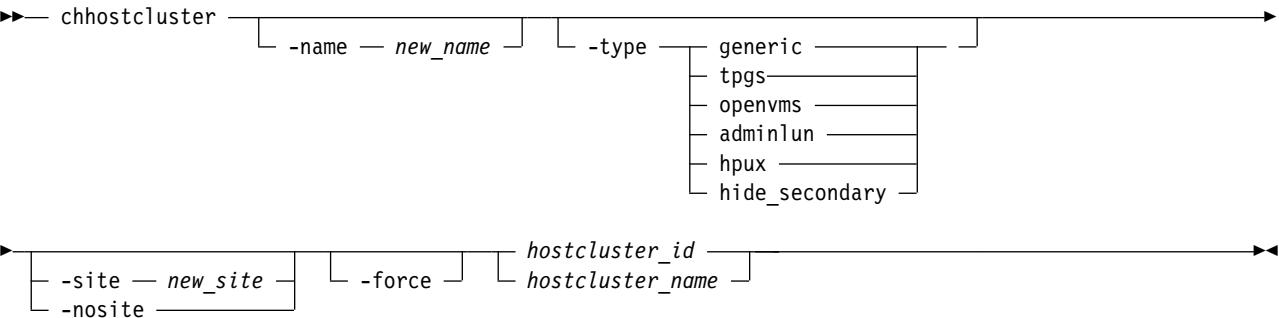 chhostcluster
-name new_name -type generic
tpgs
openvms
adminlun
hpux
hide_secondary
hostcluster_id
-site new_site -force hostcluster_name
-nosite